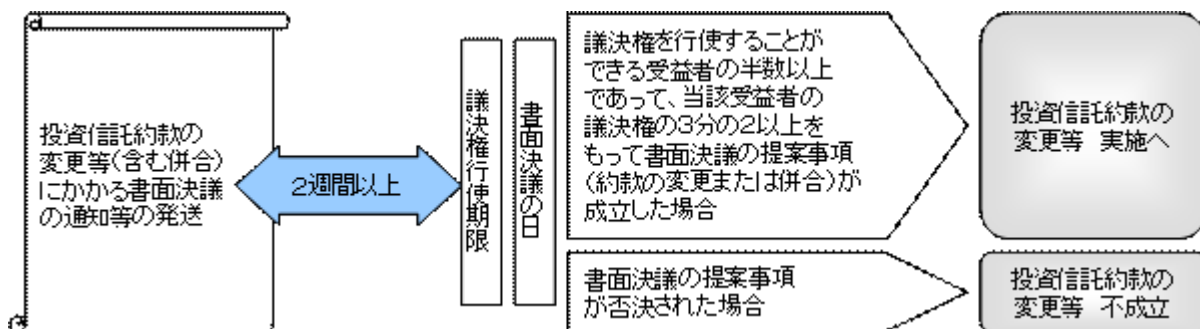 投資信託約款の
変更等(含む併合)
にかかる書面決議
の通知等の発送
2週間以上
議決権行使期限
書面決議の日
議決権を行使することが
できる受益者の半数以上
であって、当該受益者の
議決権の3分の2以上を
もって書面決議の提案事項
(約款の変更または併合)が
成立した場合
投資信託約款の
変更等 実施へ
書面決議の提案事項
が否決された場合
投資信託約款の
変更等 不成立